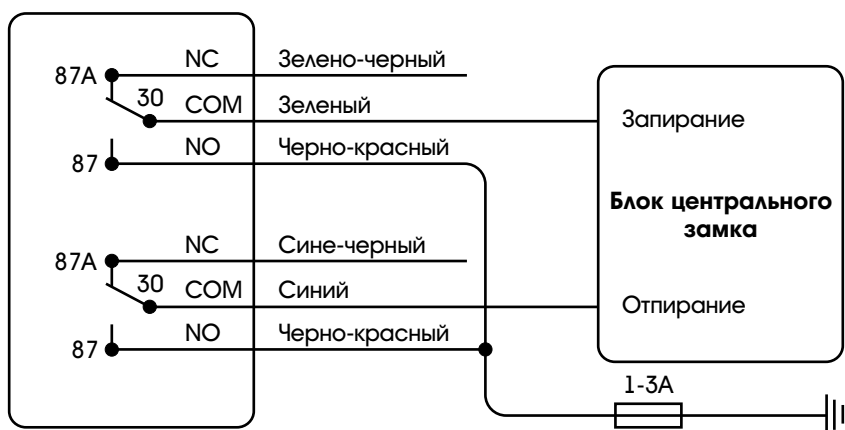 87A NC Зелено-черный
30 COM Зеленый
87 NO Черно-красный
87A NC Сине-черный
30 COM Синий
87 NO Черно-красный
Запирание
Блок центрального
замка
Отпирание
1-3А